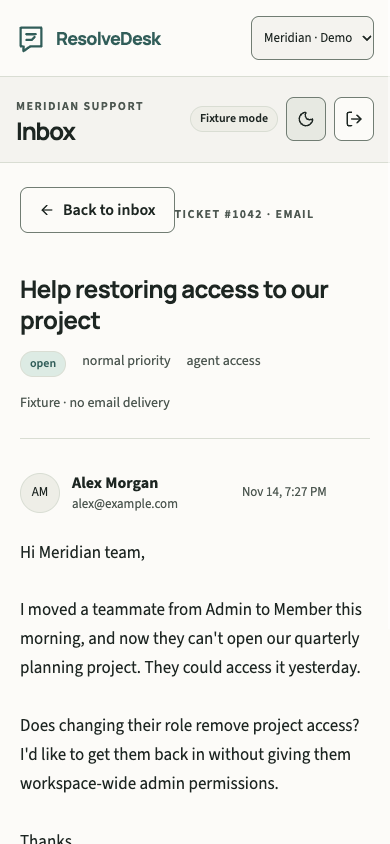 ResolveDesk
Meridian · Demo
MERIDIAN SUPPORT
Inbox
Fixture mode
Back to inbox
TICKET #1042 · EMAIL
Help restoring access to our
project
open
normal priority
agent access
Fixture · no email delivery
AM
Alex Morgan
alex@example.com
Nov 14, 7:27 PM
Hi Meridian team,
I moved a teammate from Admin to Member this
morning, and now they can't open our quarterly
planning project. They could access it yesterday.
Does changing their role remove project access?
I'd like to get them back in without giving them
workspace-wide admin permissions.
Thanks